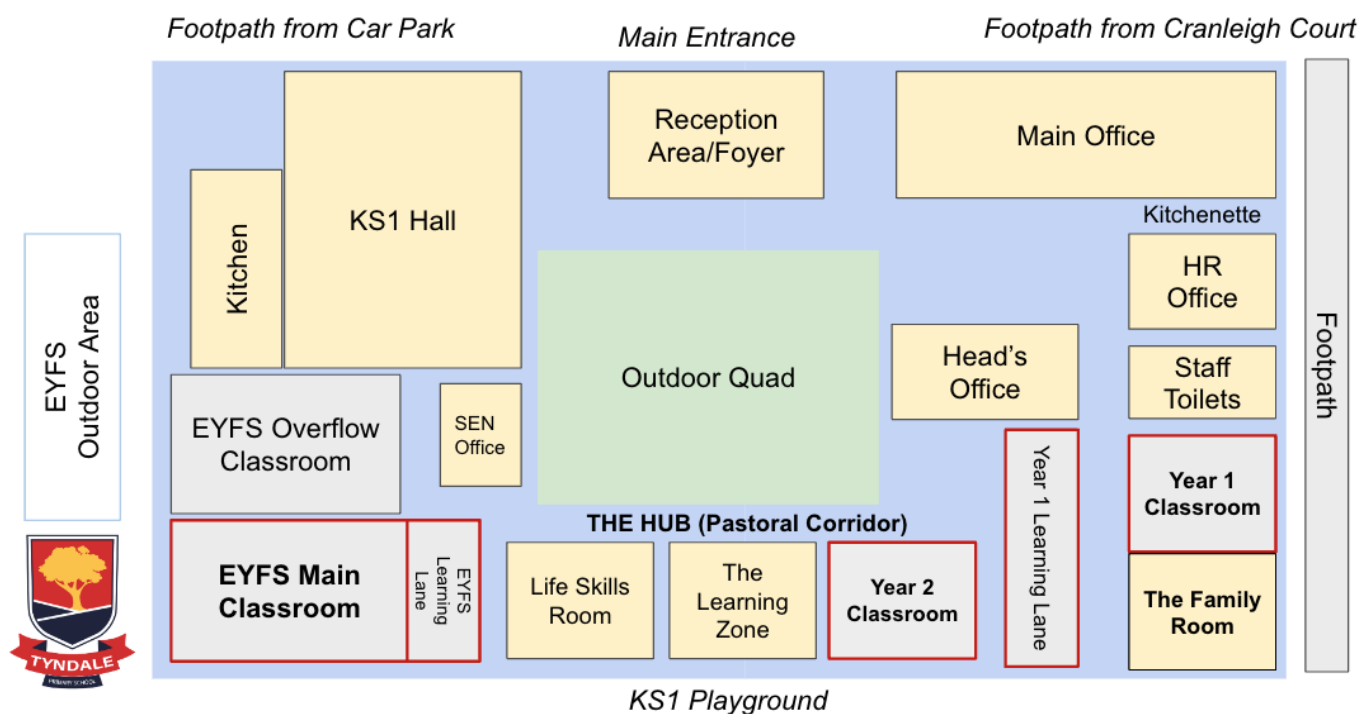 Footpath from Car Park
Main Entrance
Footpath from Cranleigh Court
Reception
Area/Foyer
Main Office
KS1 Hall
Kitchen
Kitchenette
HR
Office
EYFS
Outdoor Area
Outdoor Quad
Head's
Office
Staff
Toilets
Footpath
EYFS Overflow
Classroom
SEN
Office
Year 1 Learning Lane
Year 1
Classroom
THE HUB (Pastoral Corridor)
EYFS Main
Classroom
EYFS
Learning
Lane
Life Skills
Room
The
Learning
Zone
Year 2
Classroom
The Family
Room
TYNDALE
PRIMARY SCHOOL
KS1 Playground